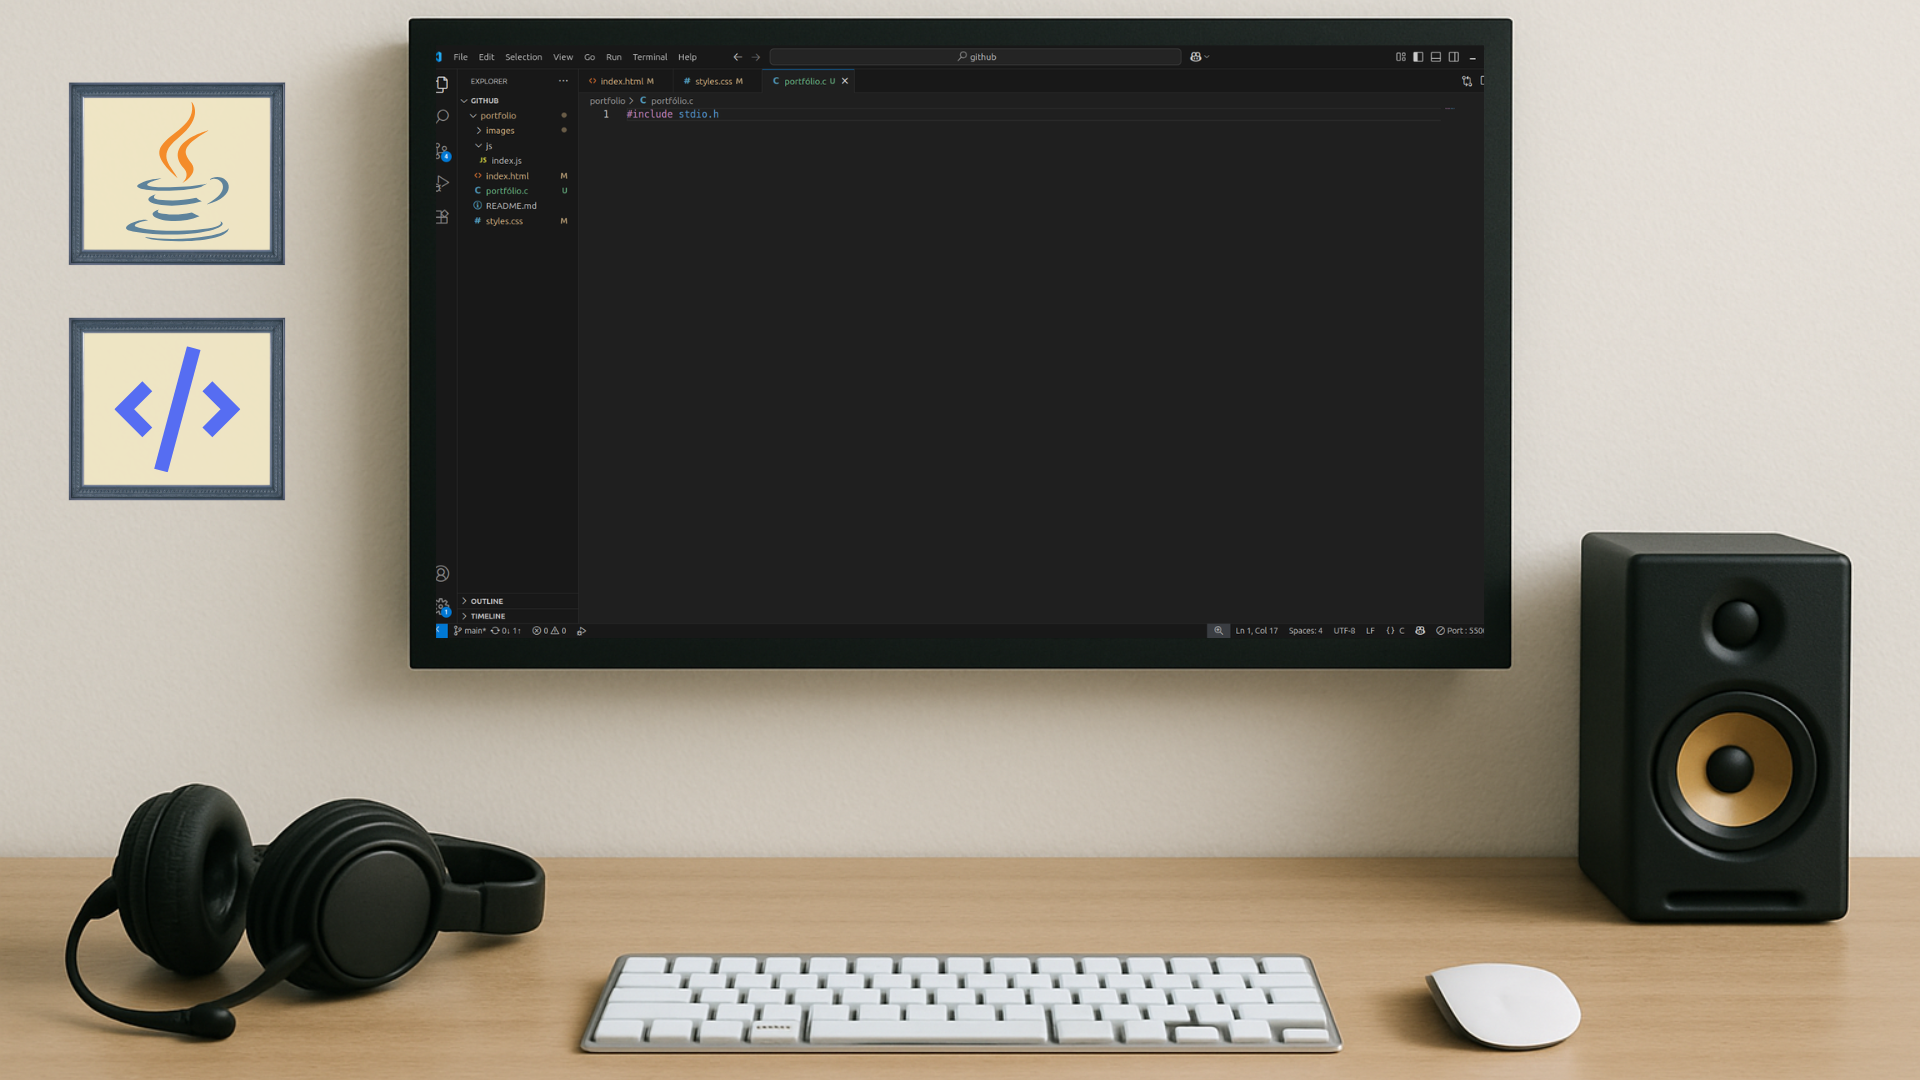 File Edit Selection View Go Run Terminal Help
github
EXPLORER
index.html M
# styles.css M
C portfólio.c U
GITHUB
portfolio > C portfólio.c
1 #include stdio.h
portfolio
images
js
JS index.js
4
index.html M
C portfólio.c U
README.md
# styles.css M
OUTLINE
1
TIMELINE
main* 0↓ 1↑ 0 0
Ln 1, Col 17 Spaces: 4 UTF-8 LF {} C Port : 550